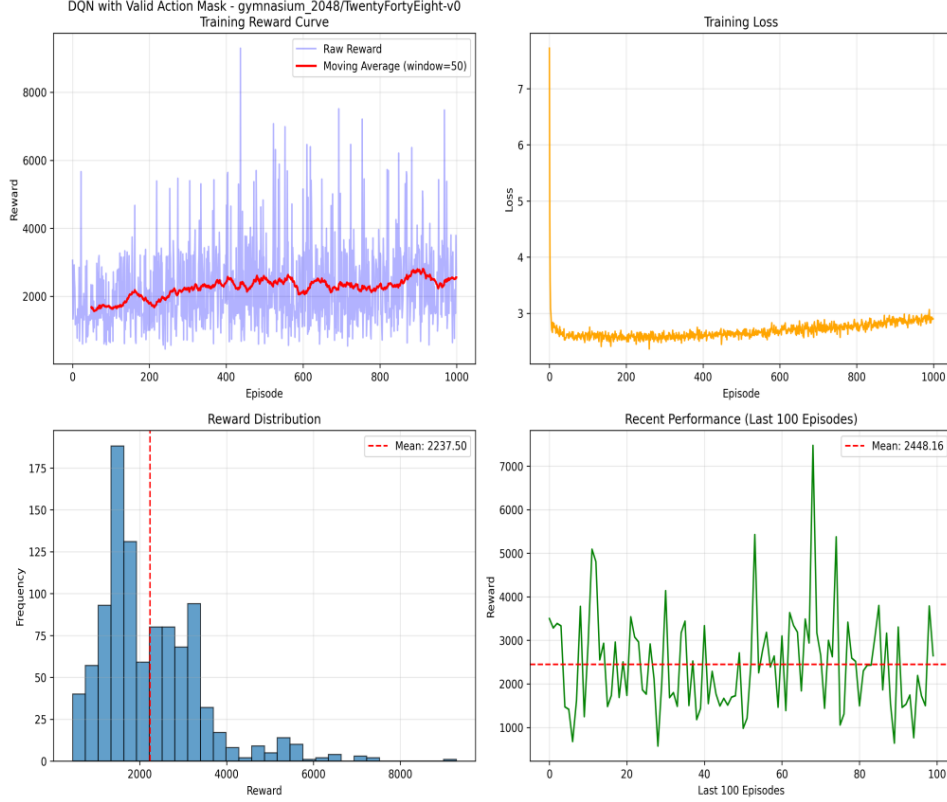 DQN with Valid Action Mask - gymnasium_2048/TwentyFortyEight-v0
Training Reward Curve
Raw Reward
Moving Average (window=50)
Reward
8000
6000
4000
2000
0 200 400 600 800 1000
Episode
Training Loss
Loss
7
6
5
4
3
0 200 400 600 800 1000
Episode
Reward Distribution
Mean: 2237.50
Frequency
175
150
125
100
75
50
25
0
2000 4000 6000 8000
Reward
Recent Performance (Last 100 Episodes)
Mean: 2448.16
Reward
7000
6000
5000
4000
3000
2000
1000
0 20 40 60 80 100
Last 100 Episodes